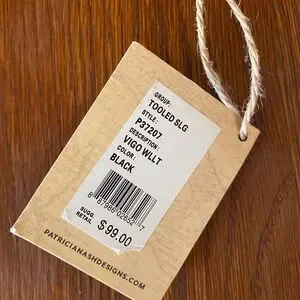 GROUP:
TOOLED SLG
STYLE:
P37207
DESCRIPTION:
VIGO WLLT
COLOR:
BLACK
SUGG.
RETAIL
$99.00
PATRICIANASHDESIGNS.COM